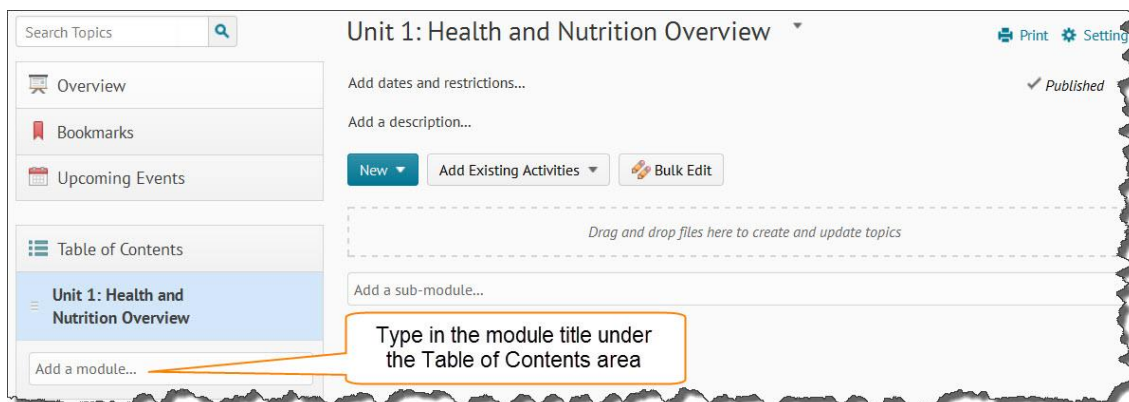 Search Topics
Overview
Bookmarks
Upcoming Events
Table of Contents
Unit 1: Health and
Nutrition Overview
Add a module...
Unit 1: Health and Nutrition Overview
Print Setting
Add dates and restrictions...
Published
Add a description...
New Add Existing Activities Bulk Edit
Drag and drop files here to create and update topics
Add a sub-module...
Type in the module title under
the Table of Contents area